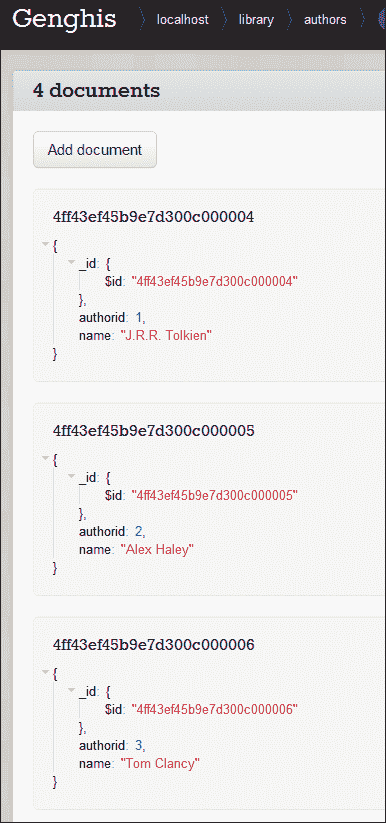 Genghis localhost library authors
4 documents
Add document
4ff43ef45b9e7d300c000004
{
_id: {
$id: "4ff43ef45b9e7d300c000004"
},
authorid: 1,
name: "J.R.R. Tolkien"
}
4ff43ef45b9e7d300c000005
{
_id: {
$id: "4ff43ef45b9e7d300c000005"
},
authorid: 2,
name: "Alex Haley"
}
4ff43ef45b9e7d300c000006
{
_id: {
$id: "4ff43ef45b9e7d300c000006"
},
authorid: 3,
name: "Tom Clancy"
}